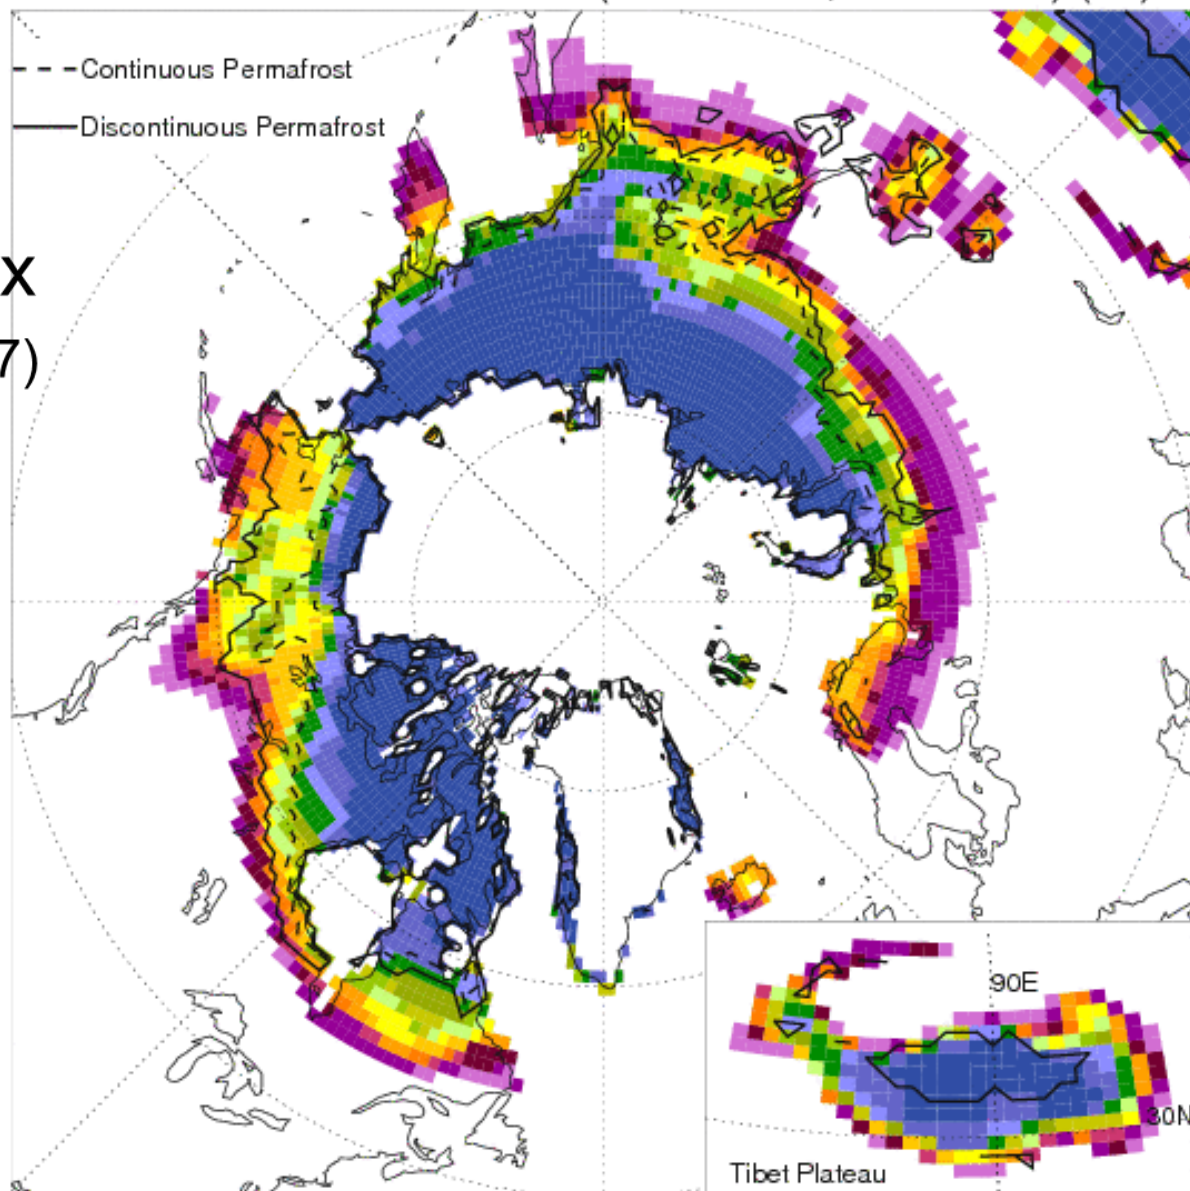 Continuous Permafrost
Discontinuous Permafrost
x
7)
90E
30N
Tibet Plateau